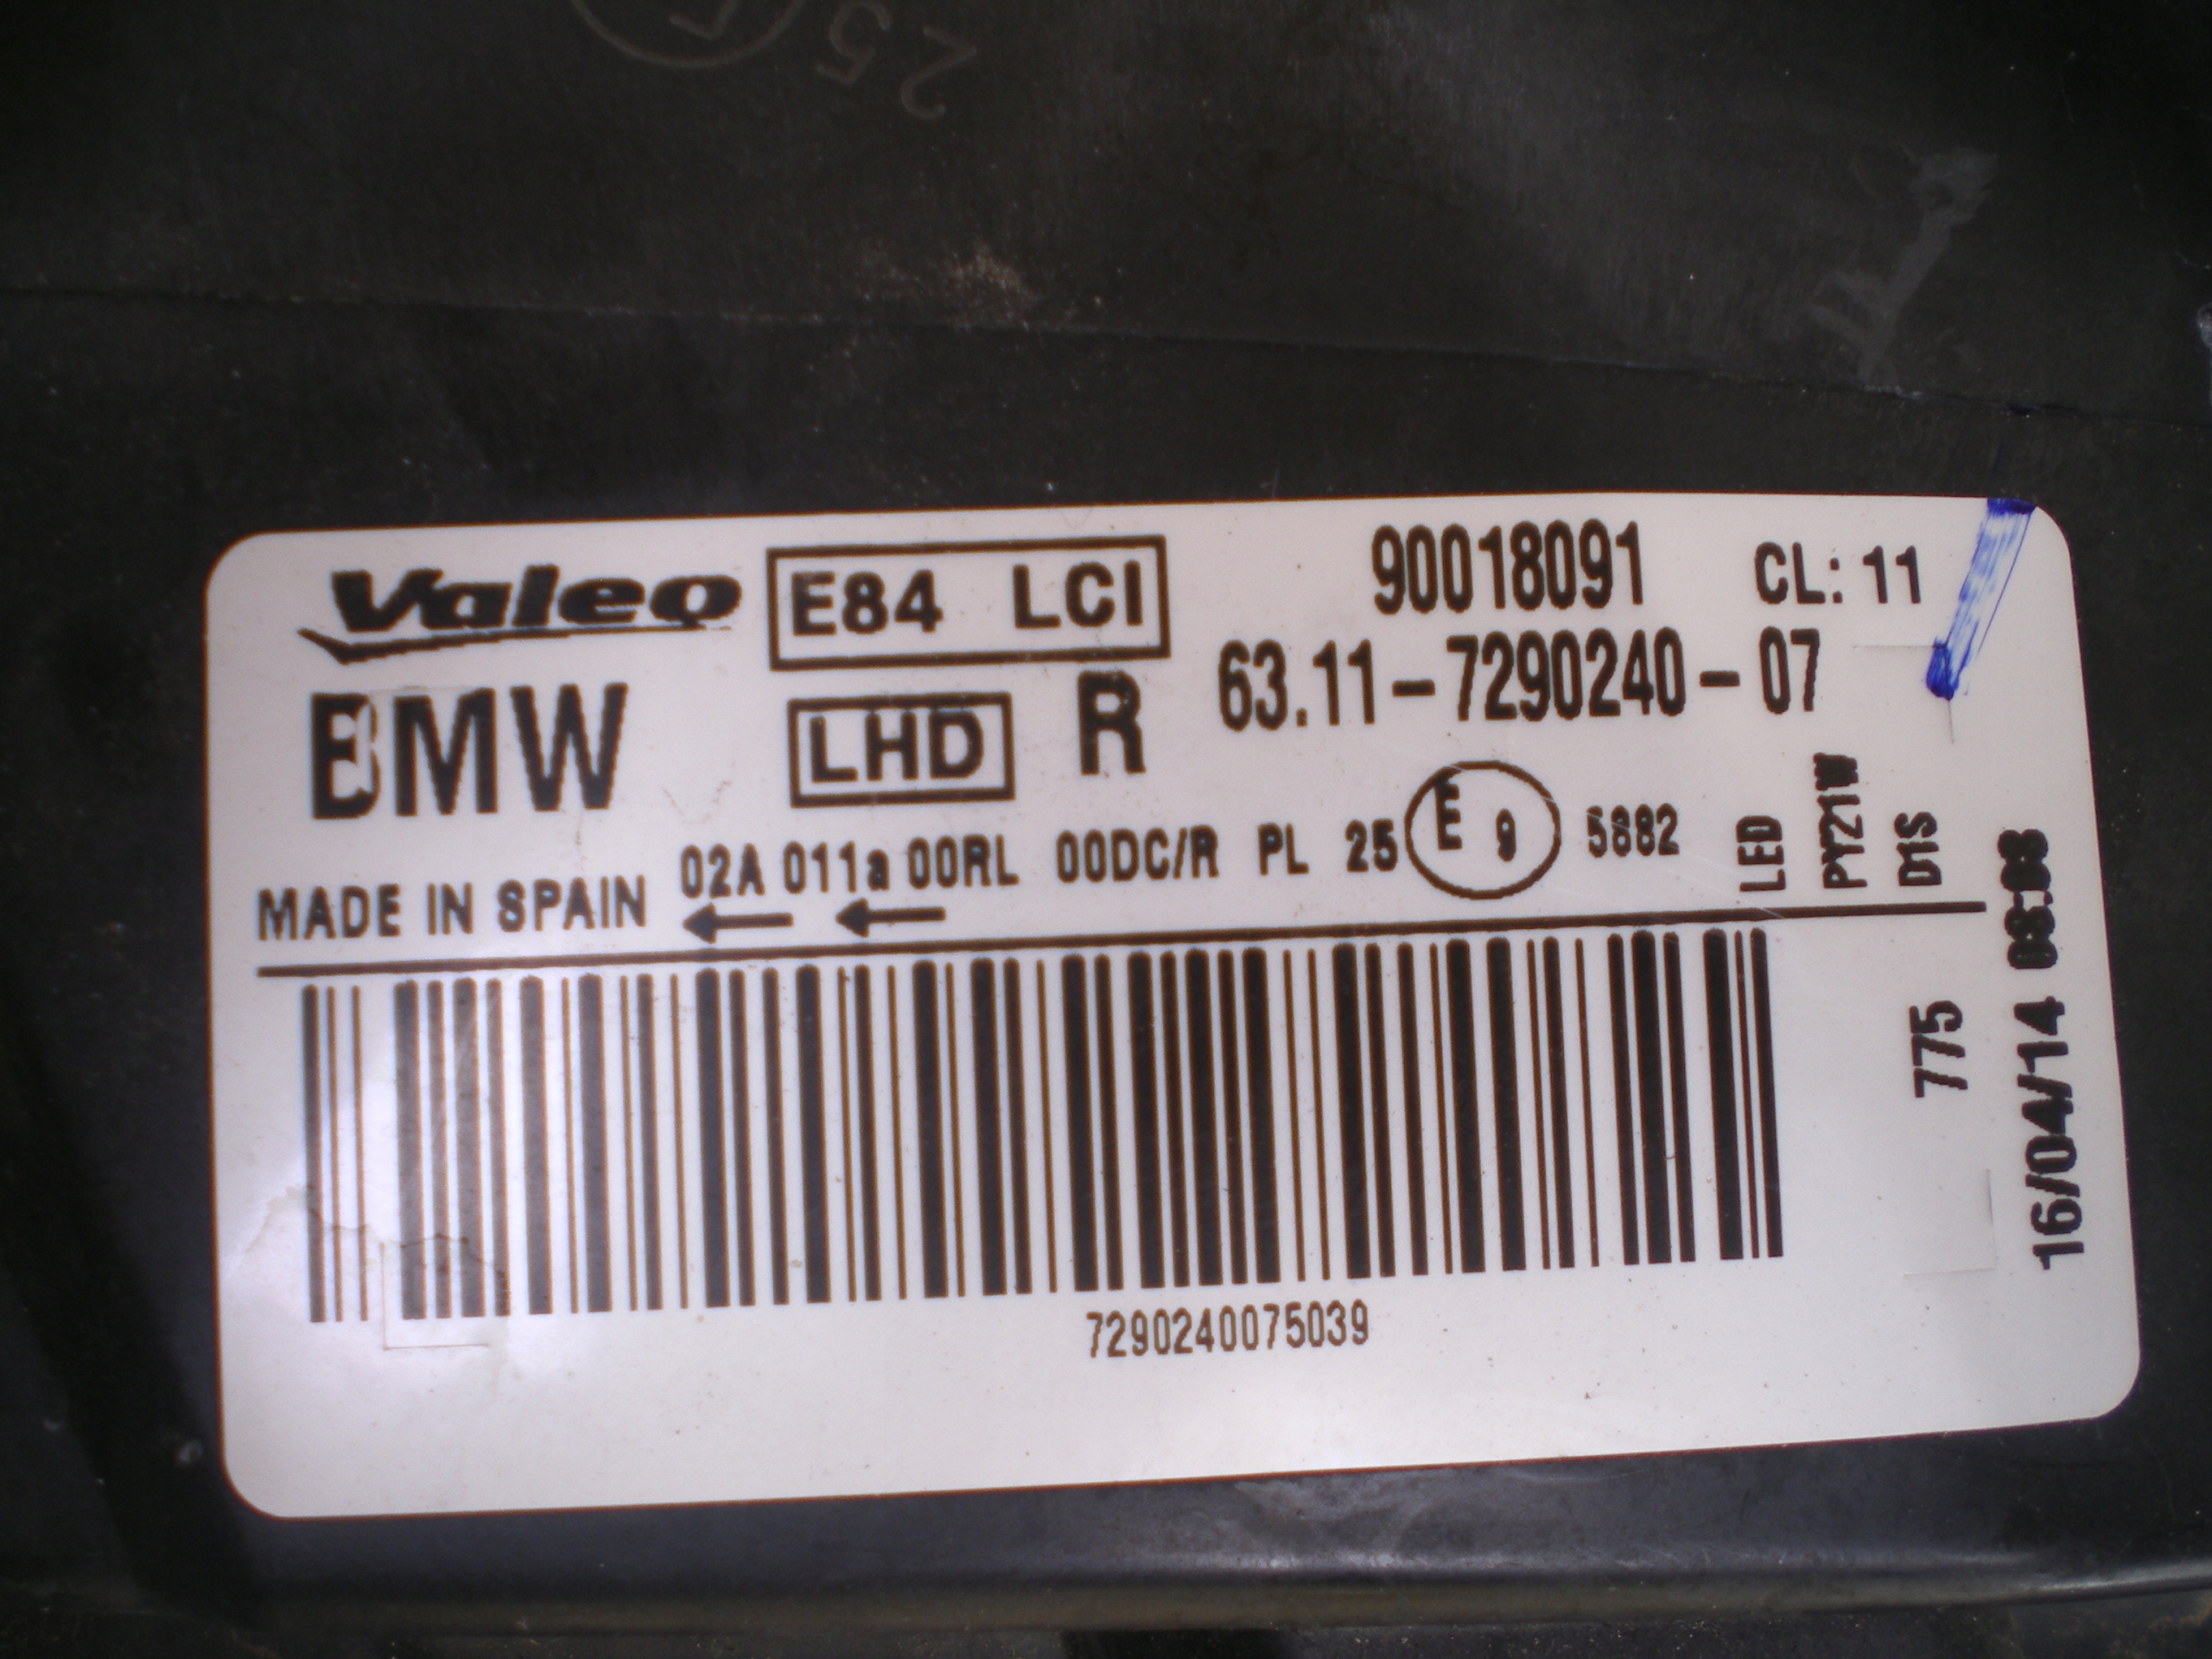 25
Valeo E84 LCI 90018091 CL: 11
BMW LHD R 63.11-7290240-07
MADE IN SPAIN 02A 011a 00RL 00DC/R PL 25 E 9 5882
LED
PY21W
D1S
775
16/04/14
7290240075039